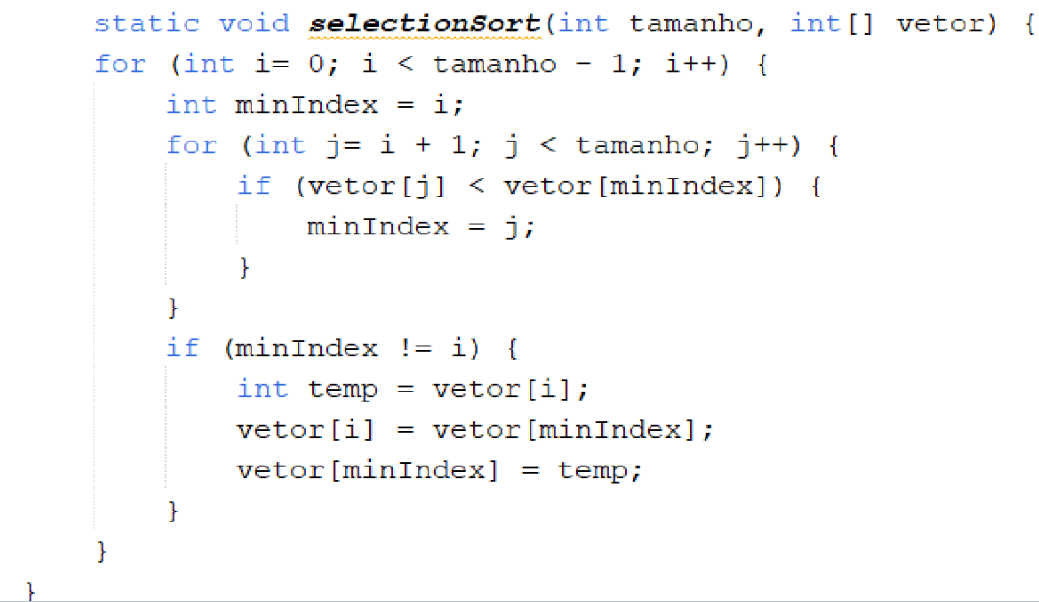 static void selectionSort(int tamanho, int[] vetor) {
for (int i= 0; i < tamanho - 1; i++) {
int minIndex = i;
for (int j= i + 1; j < tamanho; j++) {
if (vetor[j] < vetor[minIndex]) {
minIndex = j;
}
}
if (minIndex != i) {
int temp = vetor[i];
vetor[i] = vetor[minIndex];
vetor[minIndex] = temp;
}
}
}